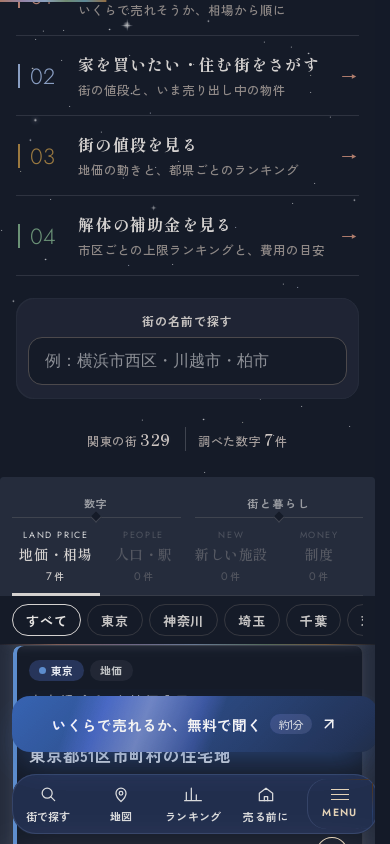 いくらで売れそうか、相場から順に
02
家を買いたい・住む街をさがす
街の値段と、いま売り出し中の物件
→
03
街の値段を見る
地価の動きと、都県ごとのランキング
→
04
解体の補助金を見る
市区ごとの上限ランキングと、費用の目安
→
街の名前で探す
例：横浜市西区・川越市・柏市
関東の街 329 調べた数字 7件
数字 街と暮らし
LAND PRICE PEOPLE NEW MONEY
地価・相場 人口・駅 新しい施設 制度
7件 0件 0件 0件
すべて 東京 神奈川 埼玉 千葉
東京 地価
いくらで売れるか、無料で聞く 約1分
東京都51区市町村の住宅地
街で探す 地図 ランキング 売る前に MENU